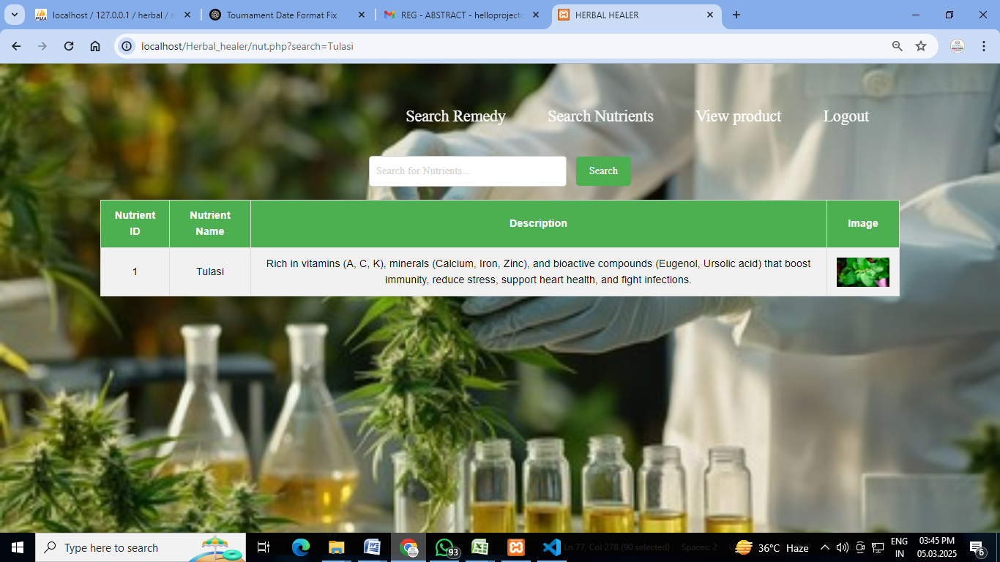 localhost / 127.0.0.1 / herbal / n
Tournament Date Format Fix
REG - ABSTRACT - helloprojecto
HERBAL HEALER
localhost/Herbal_healer/nut.php?search=Tulasi
Search Remedy
Search Nutrients
View product
Logout
Search for Nutrients...
Search
Nutrient ID
Nutrient Name
Description
Image
1
Tulasi
Rich in vitamins (A, C, K), minerals (Calcium, Iron, Zinc), and bioactive compounds (Eugenol, Ursolic acid) that boost
immunity, reduce stress, support heart health, and fight infections.
Type here to search
93
Ln 77, Col 278 (90 selected)
Spaces: 2
36°C Haze
ENG
IN
03:45 PM
05.03.2025
6